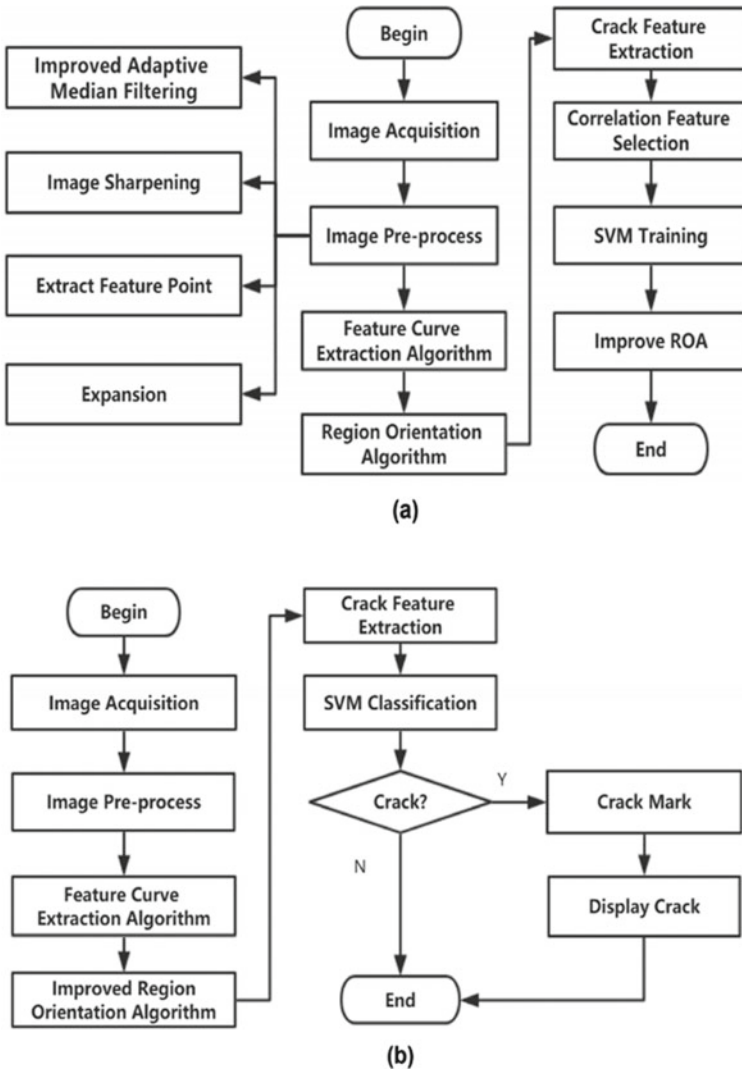 Begin
Image Acquisition
Image Pre-process
Improved Adaptive
Median Filtering
Image Sharpening
Extract Feature Point
Expansion
Feature Curve
Extraction Algorithm
Region Orientation
Algorithm
Crack Feature
Extraction
Correlation Feature
Selection
SVM Training
Improve ROA
End
(a)
Begin
Image Acquisition
Image Pre-process
Feature Curve
Extraction Algorithm
Improved Region
Orientation Algorithm
Crack Feature
Extraction
SVM Classification
Crack?
Y
Crack Mark
Display Crack
N
End
(b)